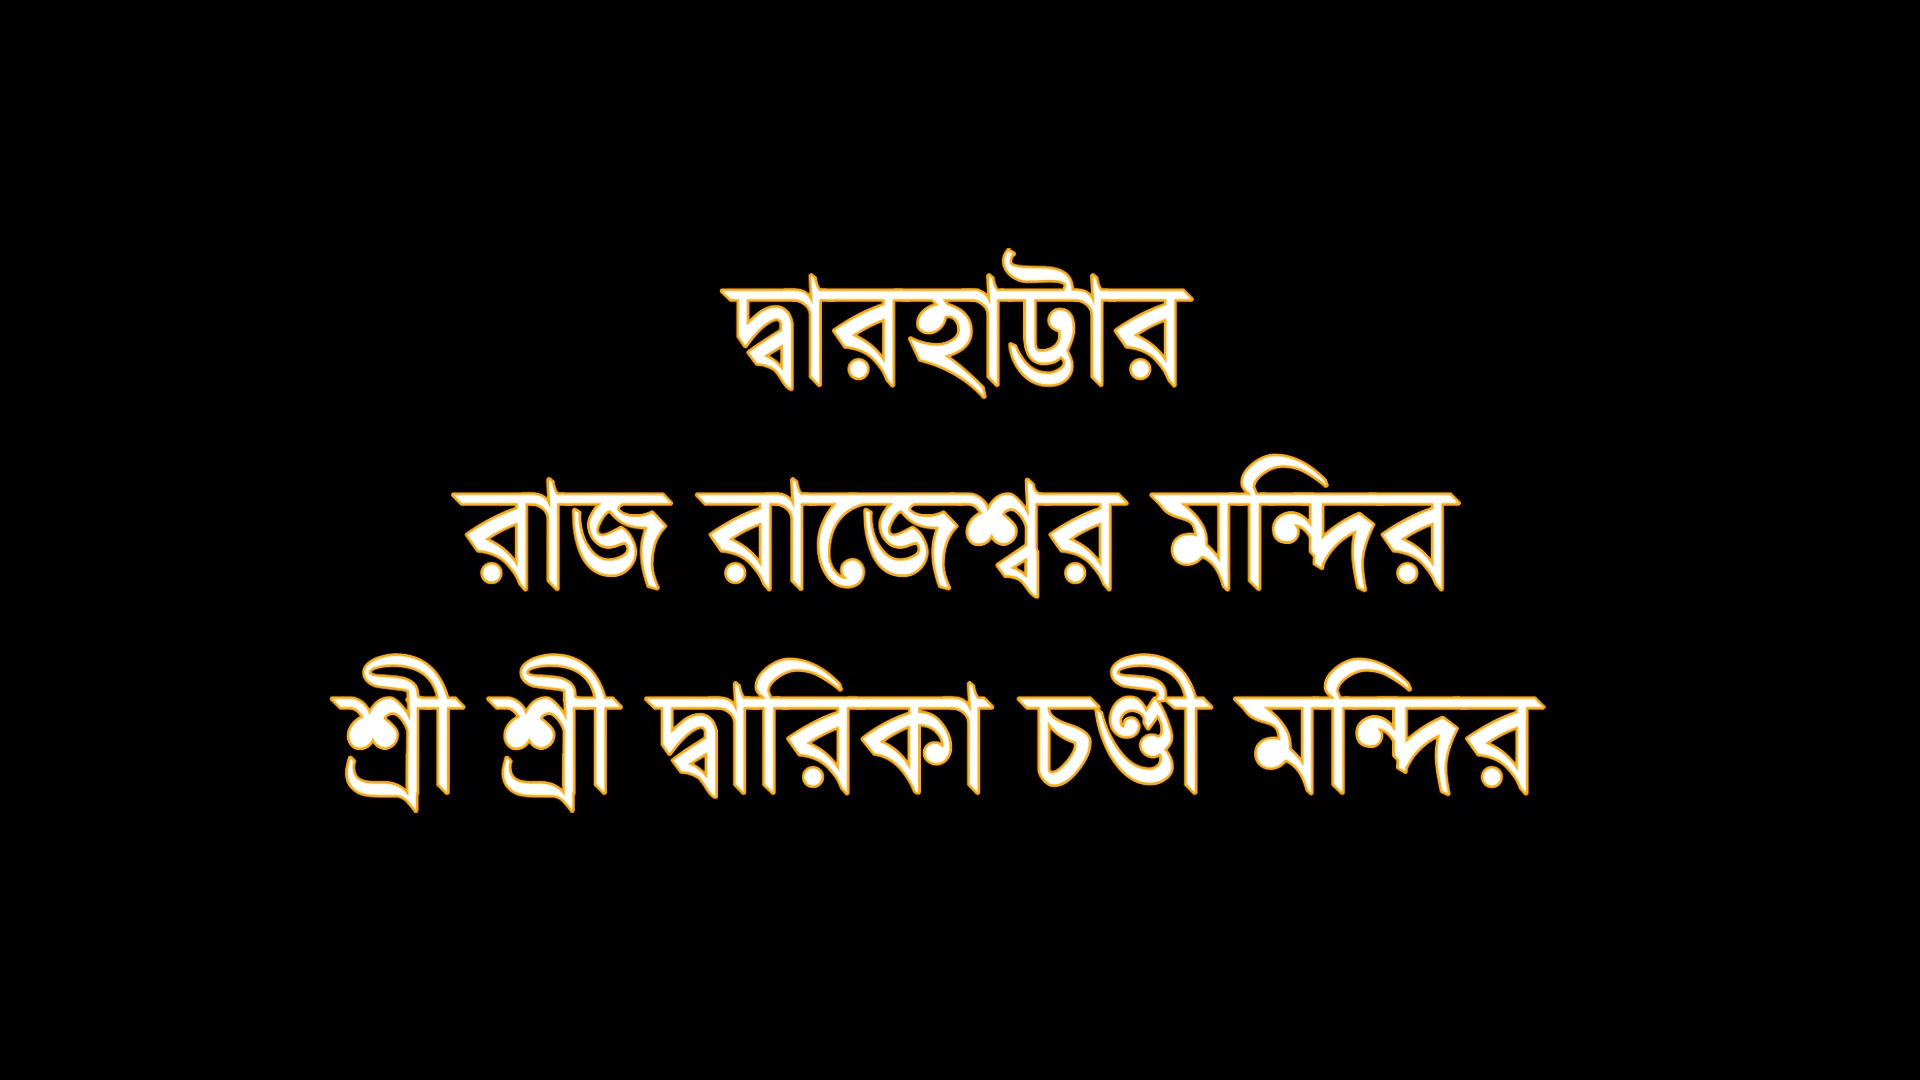 দ্বারহাট্টার
রাজ রাজেশ্বর মন্দির
শ্রী শ্রী দ্বারিকা চণ্ডী মন্দির